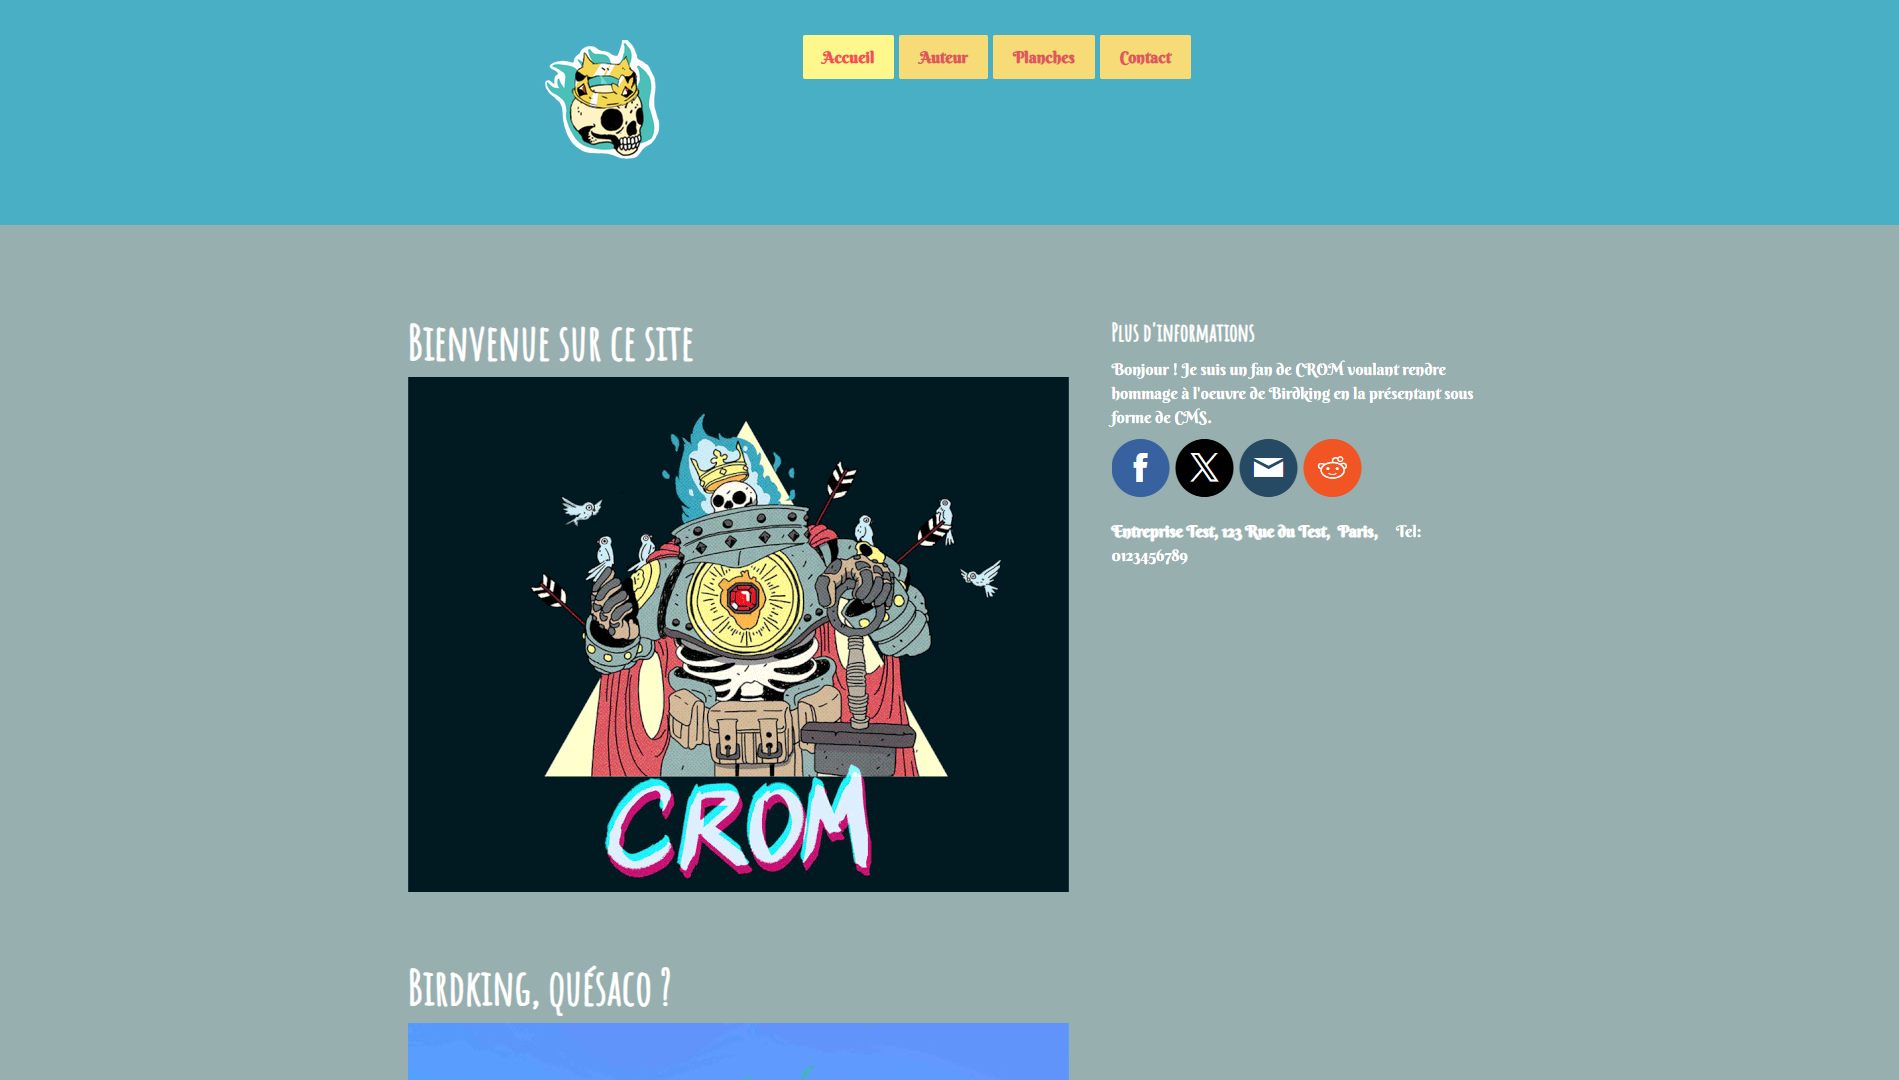 Accueil
Auteur
Planches
Contact
Bienvenue sur ce site
CROM
Birdking, quésaco ?
Plus d'informations
Bonjour ! Je suis un fan de CROM voulant rendre
hommage à l'oeuvre de Birdking en la présentant sous
forme de CMS.
Entreprise Test, 123 Rue du Test, Paris, Tel:
0123456789